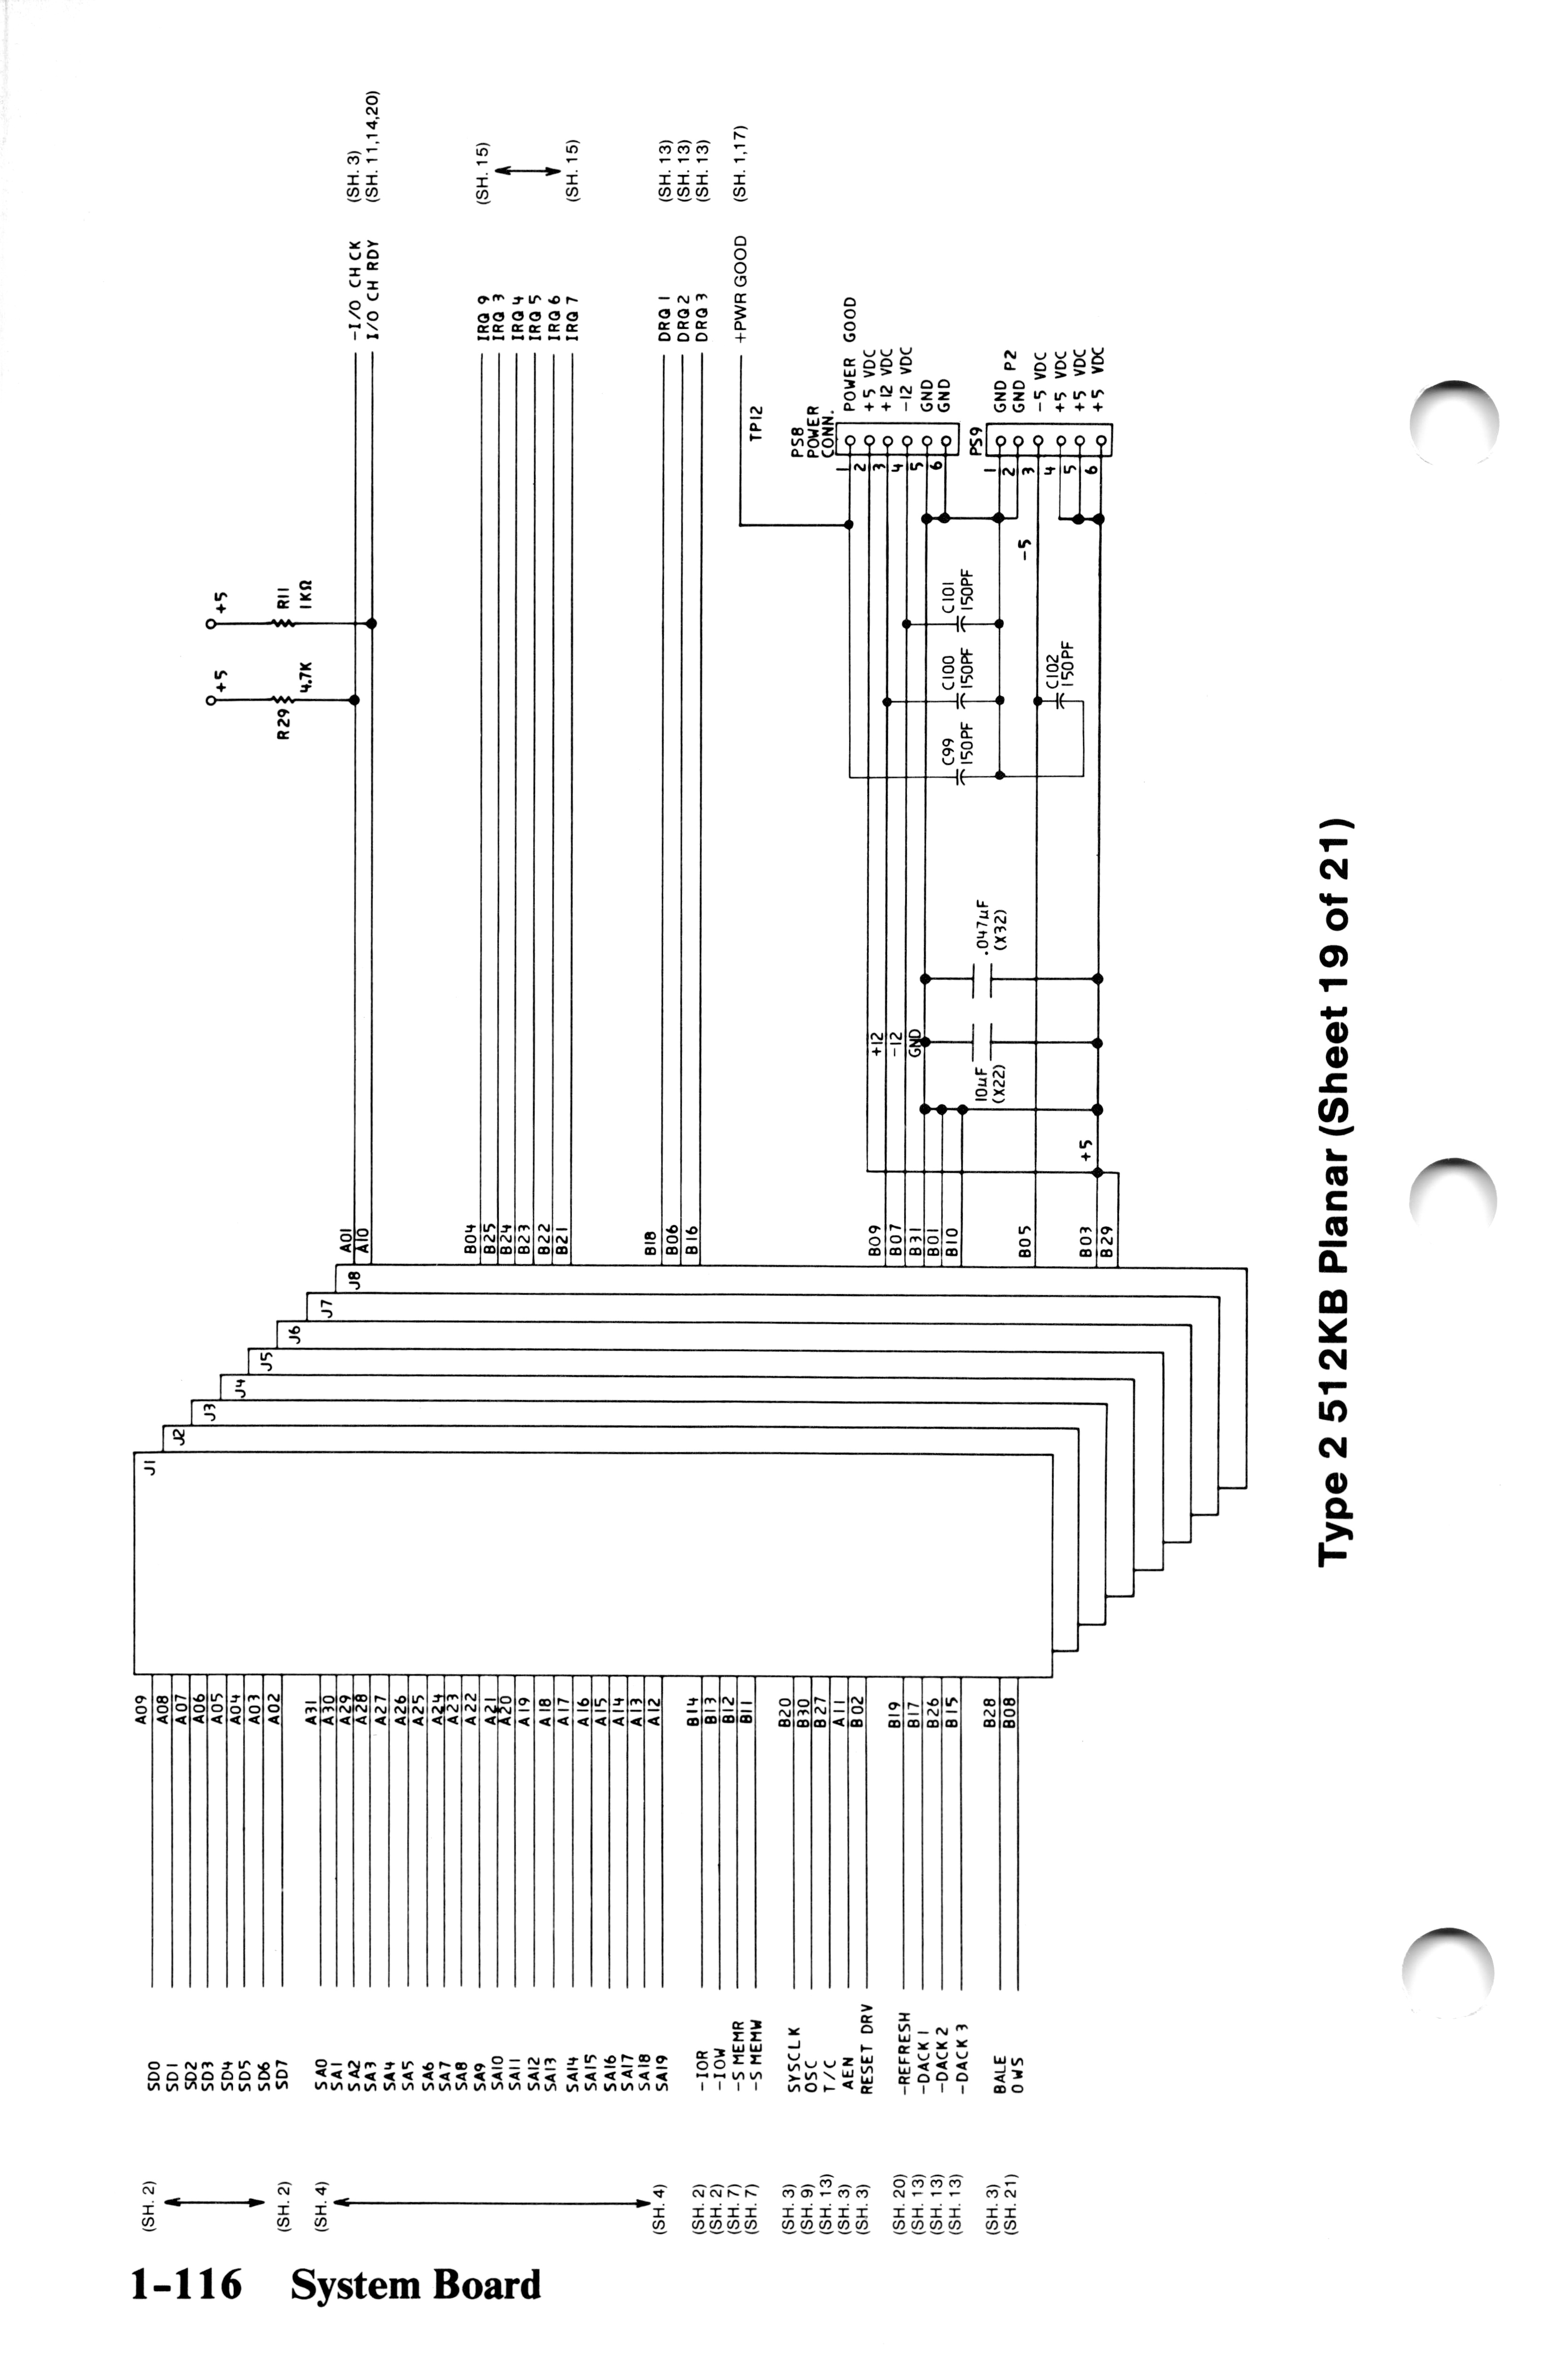 SD0 A09
SD1 A08
SD2 A07
SD3 A06
SD4 A05
SD5 A04
SD6 A03
SD7 A02
(SH. 2)
(SH. 2)
SA0 A31
SA1 A30
SA2 A29
SA3 A28
SA4 A27
SA5 A26
SA6 A25
SA7 A24
SA8 A23
SA9 A22
SA10 A21
SA11 A20
SA12 A19
SA13 A18
SA14 A17
SA15 A16
SA16 A15
SA17 A14
SA18 A13
SA19 A12
(SH. 4)
(SH. 4)
(SH. 2) -IOR B14
(SH. 2) -IOW B13
(SH. 7) -S MEMR B12
(SH. 7) -S MEMW B11
(SH. 3) SYSCLK B20
(SH. 9) OSC B30
(SH. 13) T/C B27
(SH. 3) AEN A11
(SH. 3) RESET DRV B02
(SH. 20) -REFRESH B19
(SH. 13) -DACK 1 B17
(SH. 13) -DACK 2 B26
(SH. 13) -DACK 3 B15
(SH. 3) BALE B28
(SH. 21) OWS B08
J1
J2
J3
J4
J5
J6
J7
J8
+5
R29
4.7K
+5
R11
1KΩ
A01 -I/O CH CK (SH. 3)
A10 I/O CH RDY (SH. 11,14,20)
B04 IRQ 9 (SH. 15)
B25 IRQ 3
B24 IRQ 4
B23 IRQ 5
B22 IRQ 6
B21 IRQ 7 (SH. 15)
B18 DRQ 1 (SH. 13)
B06 DRQ 2 (SH. 13)
B16 DRQ 3 (SH. 13)
+PWR GOOD (SH. 1,17)
TP12
PS8
POWER
CONN.
1 POWER GOOD
2 +5 VDC
3 +12 VDC
4 -12 VDC
5 GND
6 GND
PS9
1 GND
2 GND P2
3 -5 VDC
4 +5 VDC
5 +5 VDC
6 +5 VDC
B09 +12
B07 -12
B31 GND
B01
B10
B05 -5
B03 +5
B29
10µF
(X22)
.047µF
(X32)
C99
150PF
C100
150PF
C101
150PF
C102
150PF
Type 2 512KB Planar (Sheet 19 of 21)
1-116 System Board